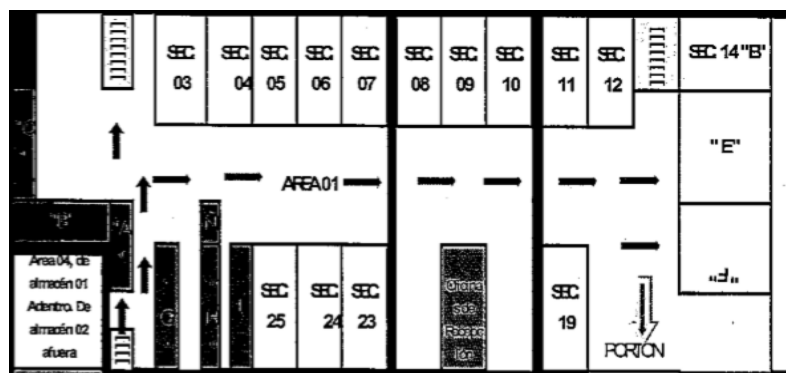 SEC. 03
SEC. 04
SEC. 05
SEC. 06
SEC. 07
SEC. 08
SEC. 09
SEC. 10
SEC. 11
SEC. 12
SEC. 14 "B"
"E"
AREA 01
Area 04, de
almacén 01
Adentro. De
almacén 02
afuera
SEC. 25
SEC. 24
SEC. 23
SEC. 19
"F"
PORTON